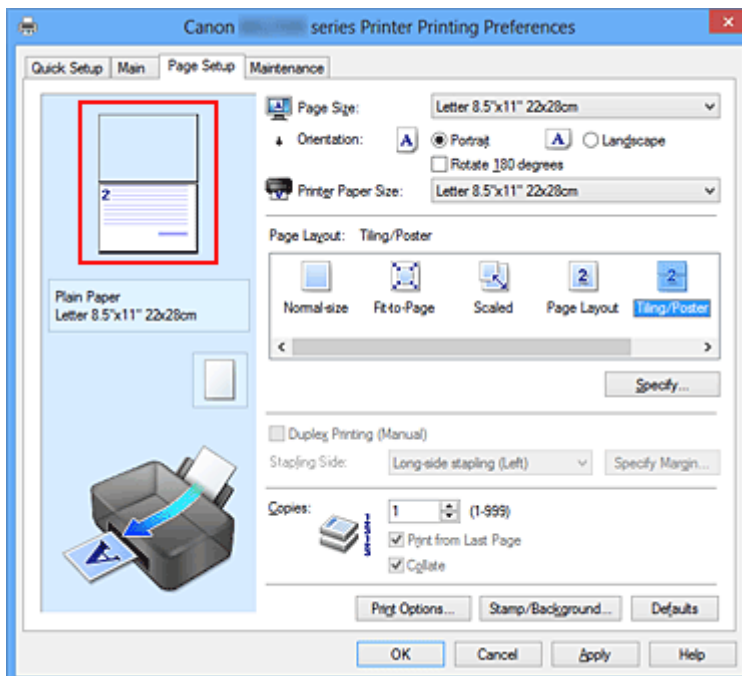 Canon series Printer Printing Preferences
Quick Setup Main Page Setup Maintenance
2
Plain Paper
Letter 8.5"x11" 22x28cm
A
Page Size: Letter 8.5"x11" 22x28cm
Orientation: A Portrait A Landscape
Rotate 180 degrees
Printer Paper Size: Letter 8.5"x11" 22x28cm
Page Layout: Tiling/Poster
2 2
Normal-size Fit-to-Page Scaled Page Layout Tiling/Poster
Specify...
Duplex Printing (Manual)
Stapling Side: Long-side stapling (Left) Specify Margin...
Copies: 1 (1-999)
Print from Last Page
Collate
Print Options... Stamp/Background... Defaults
OK Cancel Apply Help